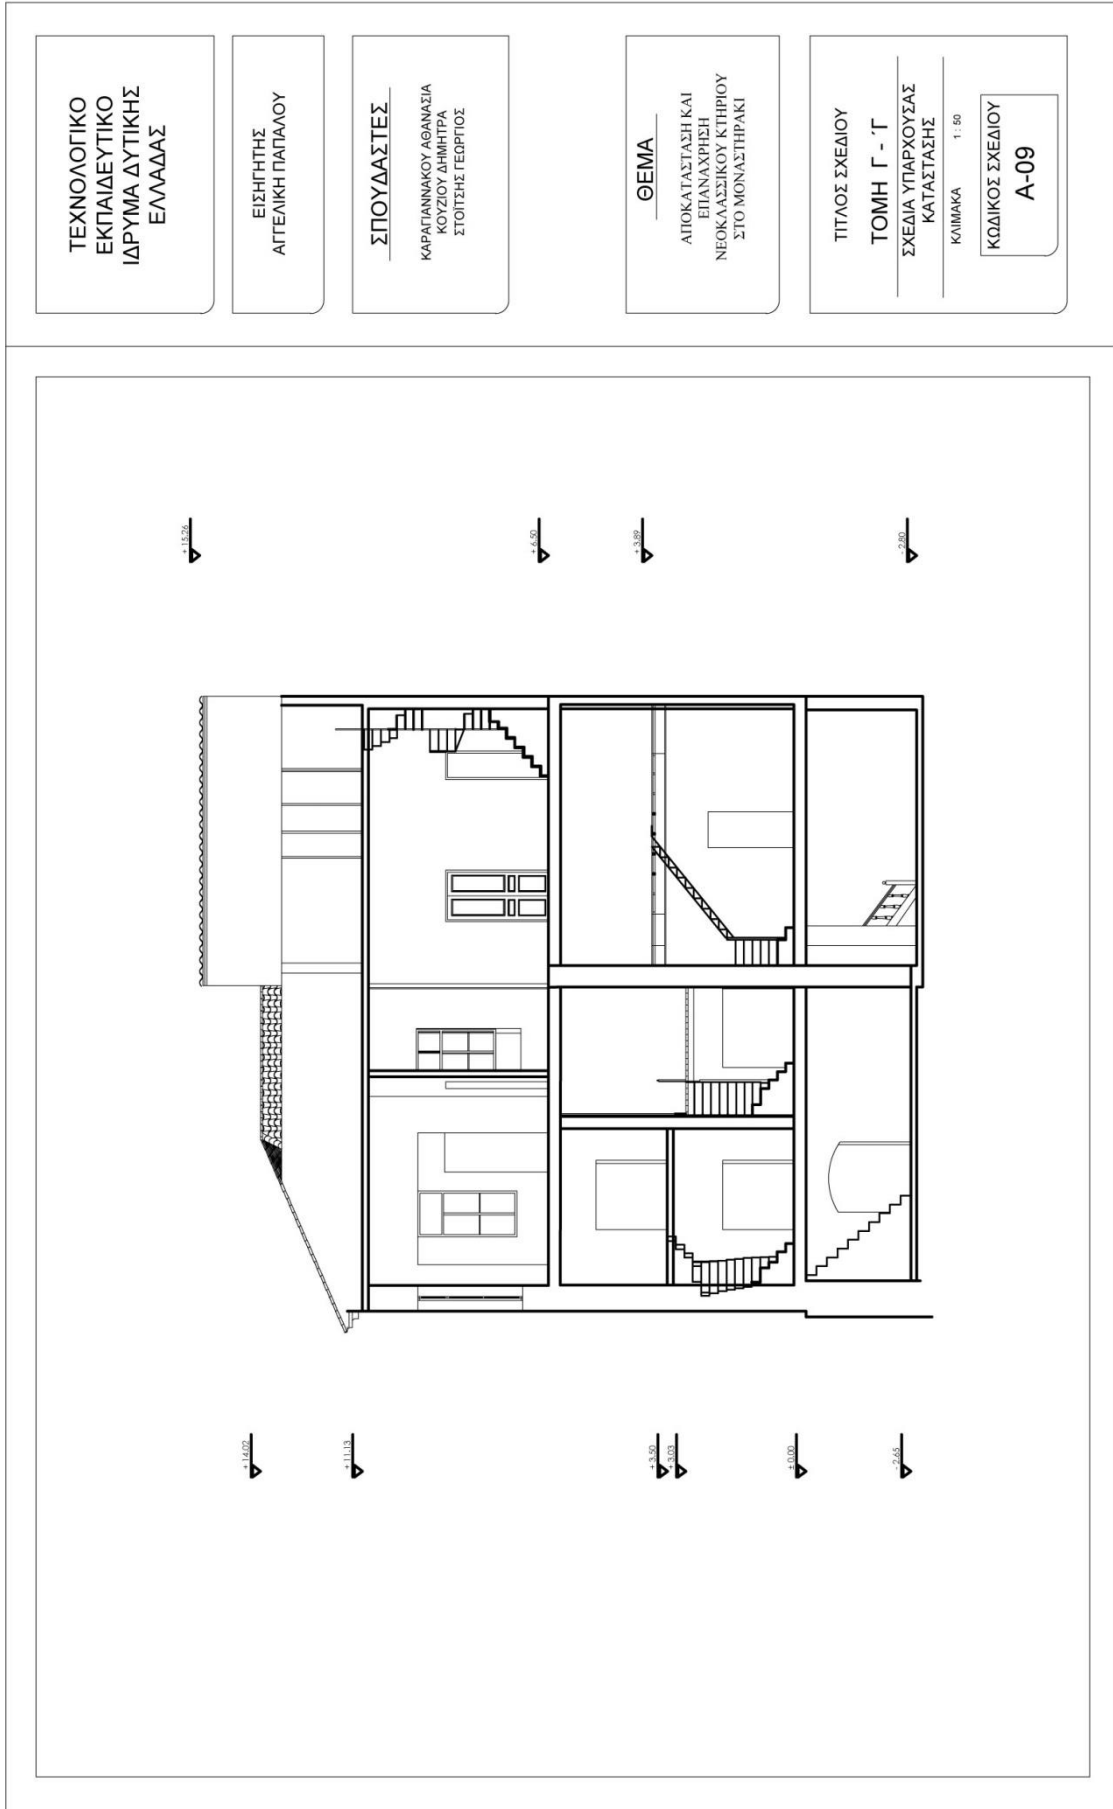 ΤΕΧΝΟΛΟΓΙΚΟ
ΕΚΠΑΙΔΕΥΤΙΚΟ
ΙΔΡΥΜΑ ΔΥΤΙΚΗΣ
ΕΛΛΑΔΑΣ
ΕΙΣΗΓΗΤΗΣ
ΑΓΓΕΛΙΚΗ ΠΑΠΑΛΟΥ
ΣΠΟΥΔΑΣΤΕΣ
ΚΑΡΑΓΙΑΝΝΑΚΟΥ ΑΘΑΝΑΣΙΑ
ΚΟΥΖΙΟΥ ΔΗΜΗΤΡΑ
ΣΤΟΪΤΣΗΣ ΓΕΩΡΓΙΟΣ
ΘΕΜΑ
ΑΠΟΚΑΤΑΣΤΑΣΗ ΚΑΙ
ΕΠΑΝΑΧΡΗΣΗ
ΝΕΟΚΛΑΣΣΙΚΟΥ ΚΤΗΡΙΟΥ
ΣΤΟ ΜΟΝΑΣΤΗΡΑΚΙ
ΤΙΤΛΟΣ ΣΧΕΔΙΟΥ
ΤΟΜΗ Γ - Ύ
ΣΧΕΔΙΑ ΥΠΑΡΧΟΥΣΑΣ
ΚΑΤΑΣΤΑΣΗΣ
ΚΛΙΜΑΚΑ 1 : 50
ΚΩΔΙΚΟΣ ΣΧΕΔΙΟΥ
Α-09
+ 15.26
+ 6.50
+ 3.89
- 2.80
+ 14.02
+ 11.13
+ 3.50
+ 3.03
± 0.00
- 2.65